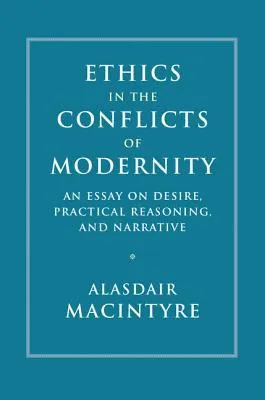 ETHICS
IN THE
CONFLICTS
OF
MODERNITY
AN ESSAY ON DESIRE,
PRACTICAL REASONING,
AND NARRATIVE
ALASDAIR
MACINTYRE